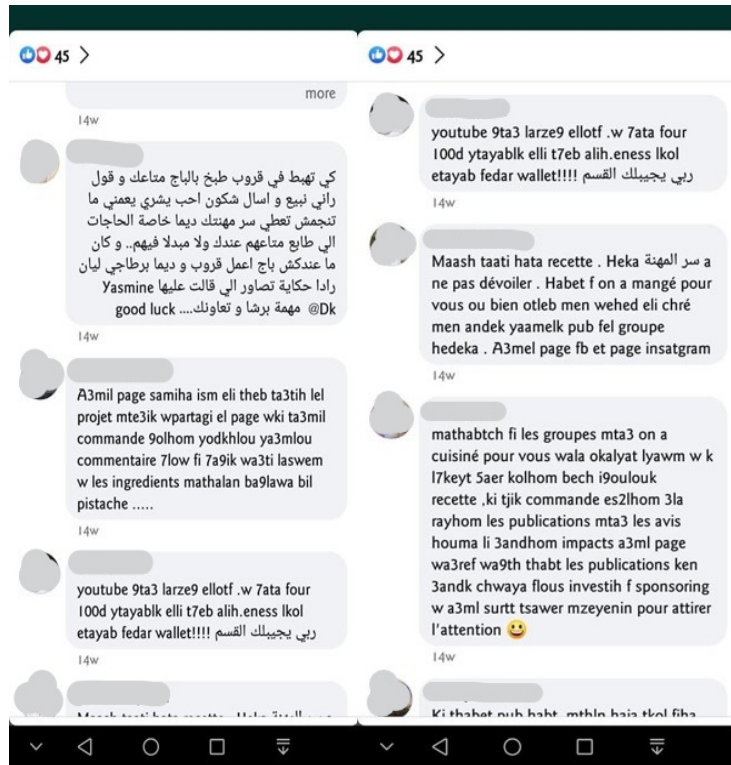 45 >
more
14w
كي تهبط في قروب طبخ بالباج متاعك و قول
راني نبيع و اسال شكون احب يشري يعمني ما
تنجمش تعطي سر مهنتك ديما خاصة الحاجات
الي طابع متاعهم عندك ولا مبدلا فيهم.. و كان
ما عندكش باج اعمل قروب و ديما برطاجي ليان
رادا حكاية تصاور الي قالت عليها Yasmine
Dk@ مهمة برشا و تعاونك.... good luck
14w
A3mil page samiha ism eli theb ta3tih lel
projet mte3ik wpartagi el page wki ta3mil
commande 9olhom yodkhlou ya3mlou
commentaire 7low fi 7a9ik wa3ti laswem
w les ingredients mathalan ba9lawa bil
pistache .....
14w
youtube 9ta3 larze9 ellotf .w 7ata four
100d ytayablk elli t7eb alih.eness lkol
etayab fedar wallet!!!! ربي يجيبلك القسم
14w
45 >
youtube 9ta3 larze9 ellotf .w 7ata four
100d ytayablk elli t7eb alih.eness lkol
etayab fedar wallet!!!! ربي يجيبلك القسم
14w
Maash taati hata recette . Heka سر المهنة a
ne pas dévoiler . Habet f on a mangé pour
vous ou bien otleb men wehed eli chré
men andek yaamelk pub fel groupe
hedeka . A3mel page fb et page insatgram
14w
mathabtch fi les groupes mta3 on a
cuisiné pour vous wala okalyat lyawm w k
l7keyt 5aer kolhom bech i9oulouk
recette ,ki tjik commande es2lhom 3la
rayhom les publications mta3 les avis
houma li 3andhom impacts a3ml page
wa3ref wa9th thabt les publications ken
3andk chwaya flous investih f sponsoring
w a3ml surtt tsawer mzeyenin pour attirer
l'attention 😀
14w
Ki thabet pub habt mthln haja tkol fiha